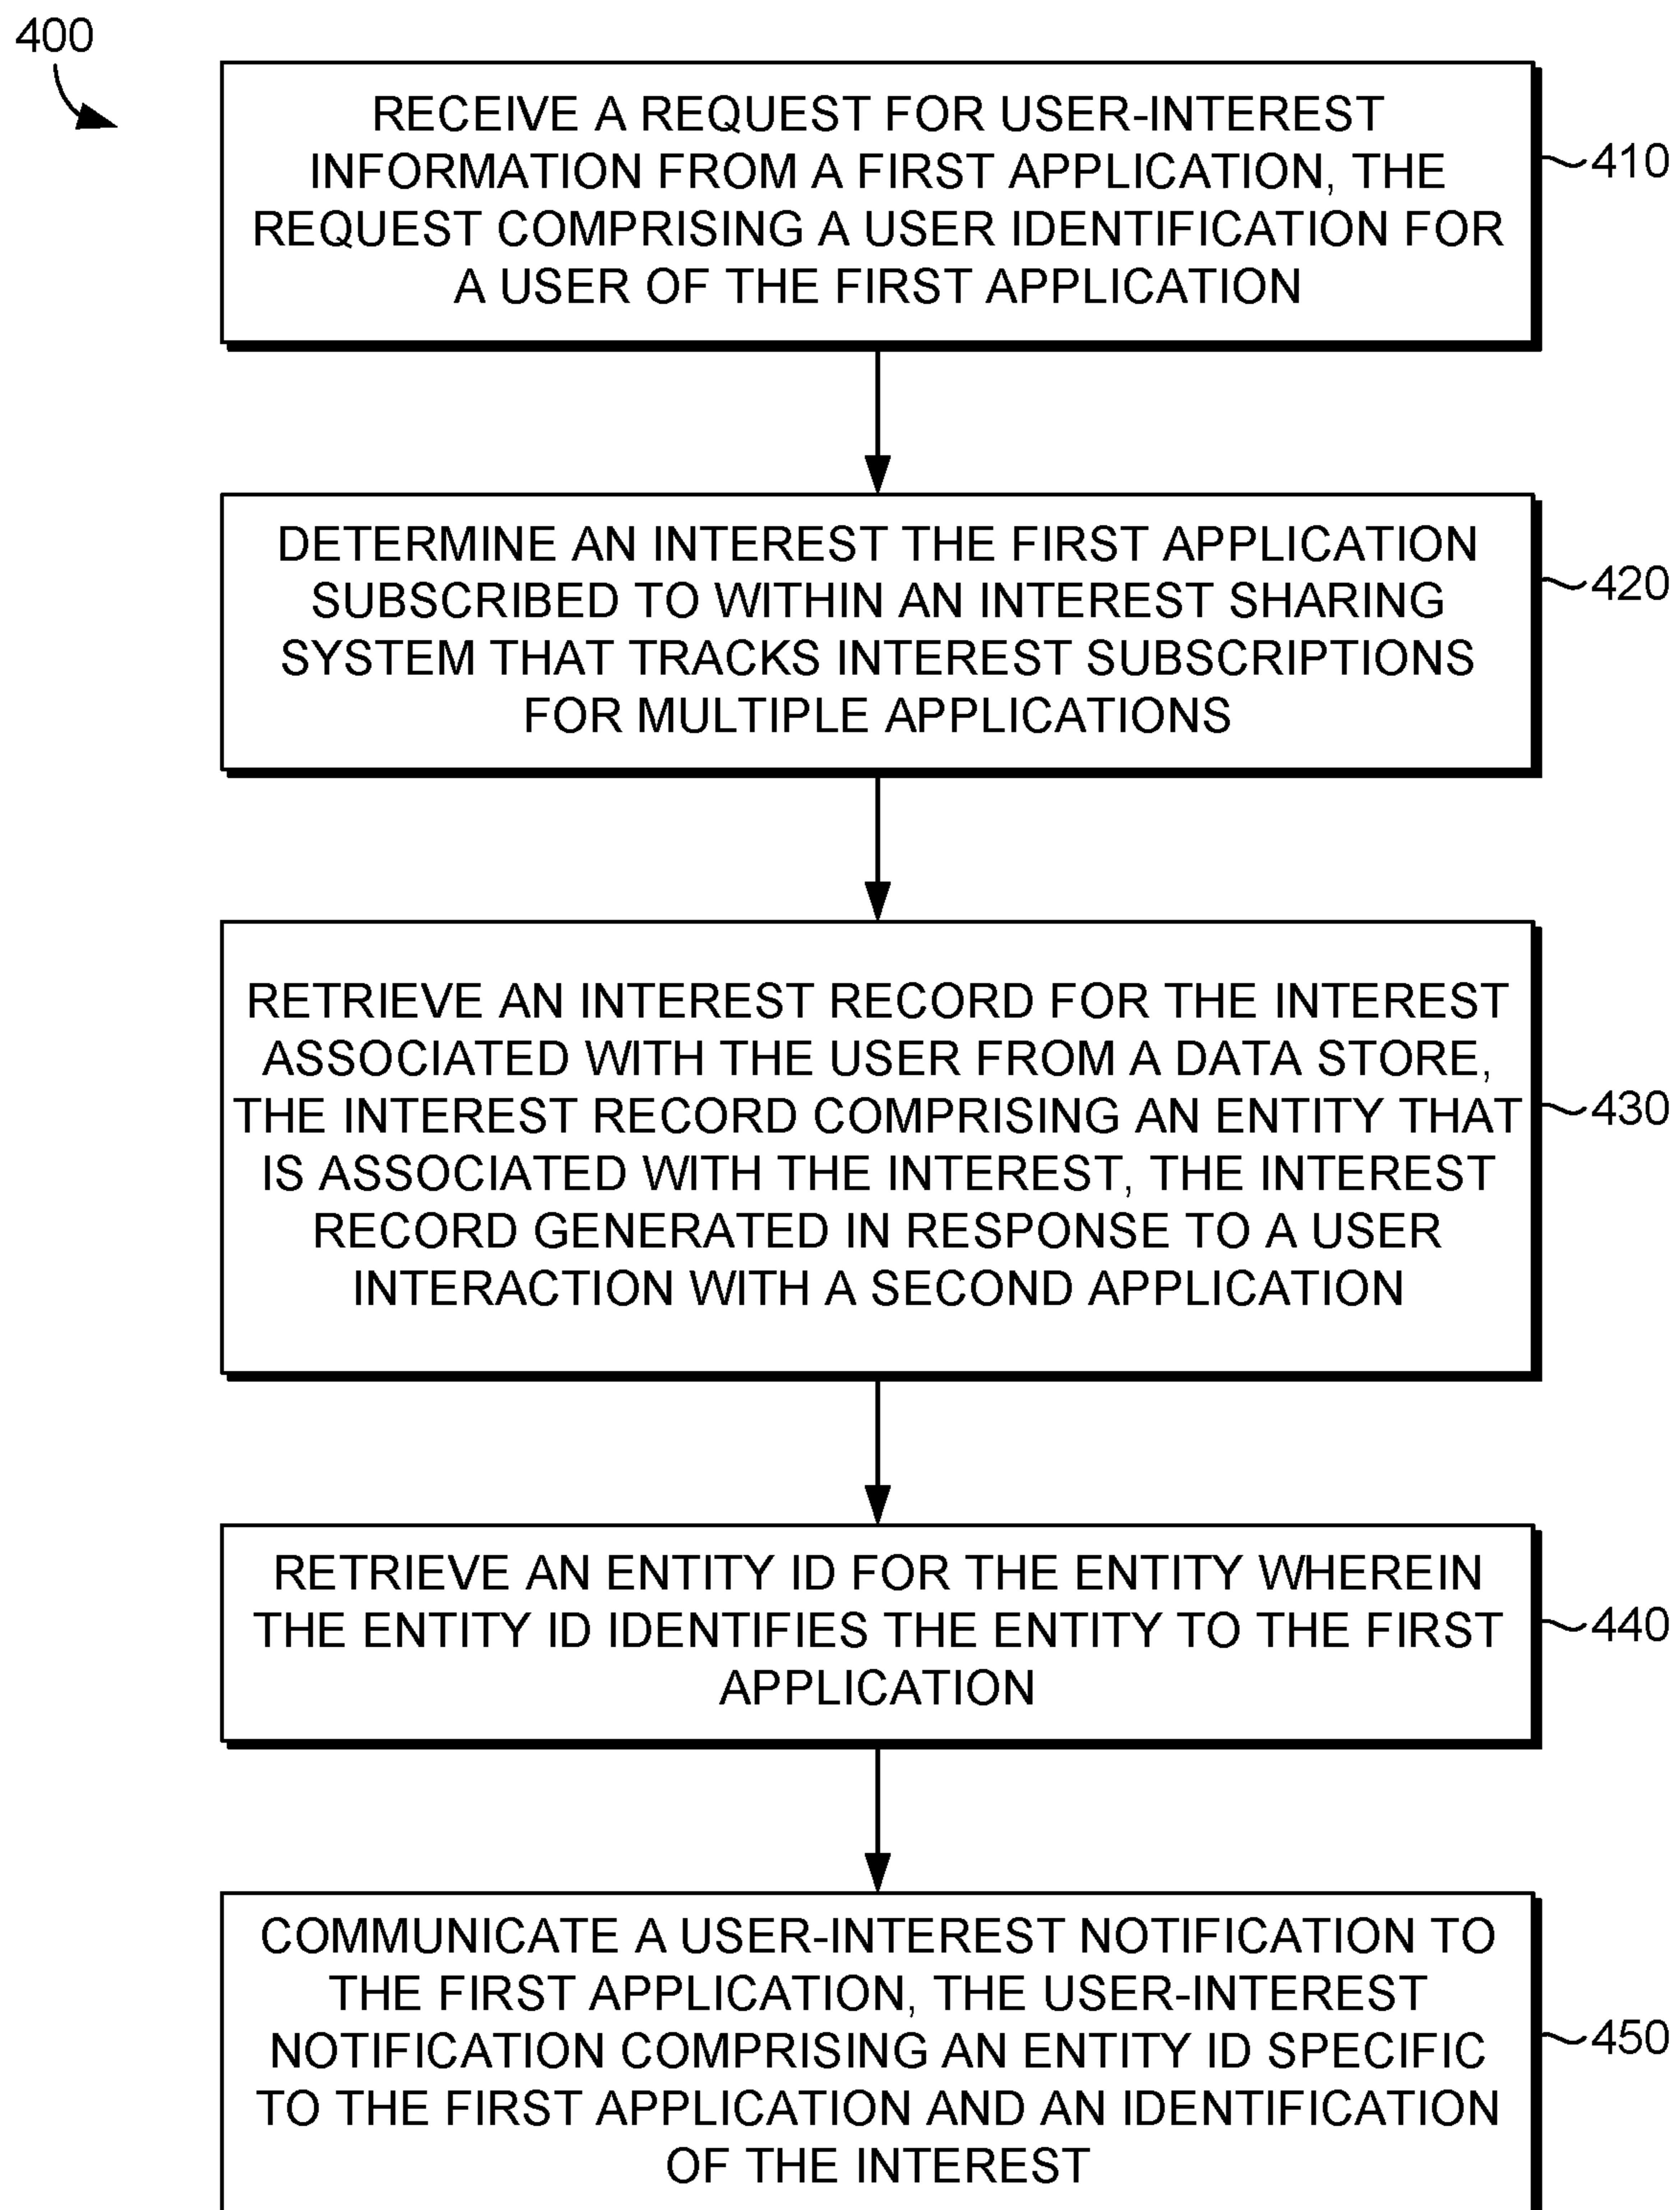 400
RECEIVE A REQUEST FOR USER-INTEREST
INFORMATION FROM A FIRST APPLICATION, THE
REQUEST COMPRISING A USER IDENTIFICATION FOR
A USER OF THE FIRST APPLICATION
410
DETERMINE AN INTEREST THE FIRST APPLICATION
SUBSCRIBED TO WITHIN AN INTEREST SHARING
SYSTEM THAT TRACKS INTEREST SUBSCRIPTIONS
FOR MULTIPLE APPLICATIONS
420
RETRIEVE AN INTEREST RECORD FOR THE INTEREST
ASSOCIATED WITH THE USER FROM A DATA STORE,
THE INTEREST RECORD COMPRISING AN ENTITY THAT
IS ASSOCIATED WITH THE INTEREST, THE INTEREST
RECORD GENERATED IN RESPONSE TO A USER
INTERACTION WITH A SECOND APPLICATION
430
RETRIEVE AN ENTITY ID FOR THE ENTITY WHEREIN
THE ENTITY ID IDENTIFIES THE ENTITY TO THE FIRST
APPLICATION
440
COMMUNICATE A USER-INTEREST NOTIFICATION TO
THE FIRST APPLICATION, THE USER-INTEREST
NOTIFICATION COMPRISING AN ENTITY ID SPECIFIC
TO THE FIRST APPLICATION AND AN IDENTIFICATION
OF THE INTEREST
450